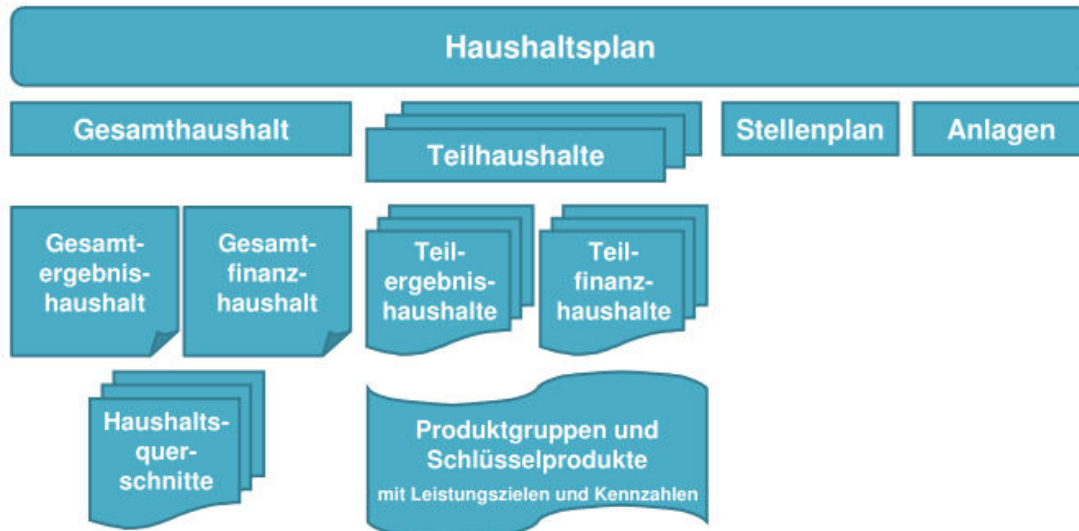 Haushaltsplan
Gesamthaushalt
Teilhaushalte
Stellenplan
Anlagen
Gesamt-
ergebnis-
haushalt
Gesamt-
finanz-
haushalt
Teil-
ergebnis-
haushalte
Teil-
finanz-
haushalte
Haushalts-
quer-
schnitte
Produktgruppen und
Schlüsselprodukte
mit Leistungszielen und Kennzahlen